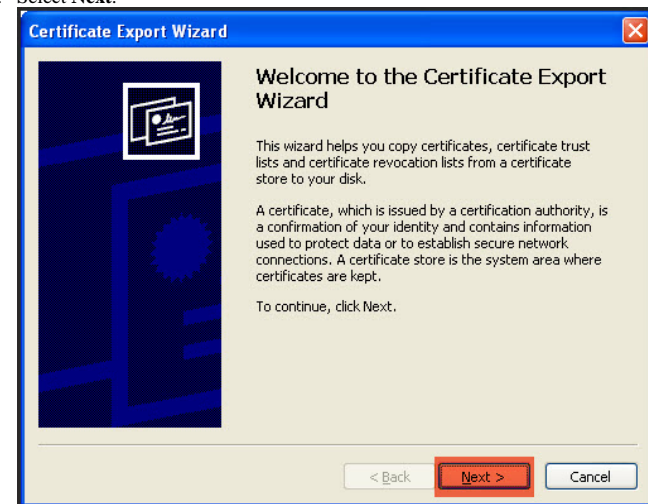 Select Next.
Certificate Export Wizard
Welcome to the Certificate Export
Wizard
This wizard helps you copy certificates, certificate trust
lists and certificate revocation lists from a certificate
store to your disk.
A certificate, which is issued by a certification authority, is
a confirmation of your identity and contains information
used to protect data or to establish secure network
connections. A certificate store is the system area where
certificates are kept.
To continue, click Next.
< Back Next > Cancel